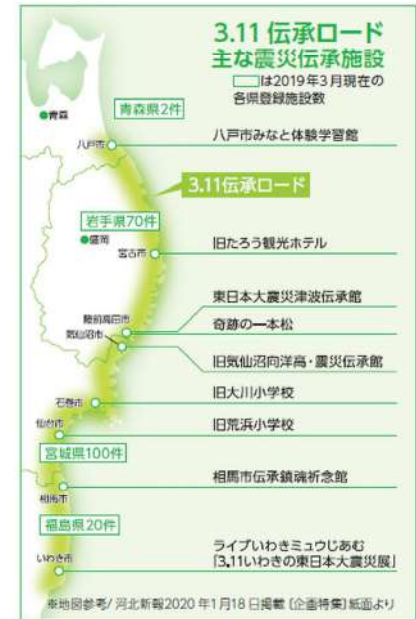 3.11 伝承ロード
主な震災伝承施設
は2019年3月現在の
各県登録施設数
青森県2件
青森
八戸市
八戸市みなと体験学習館
3.11伝承ロード
岩手県70件
盛岡
宮古市
旧たろう観光ホテル
東日本大震災津波伝承館
陸前高田市
奇跡の一本松
気仙沼市
旧気仙沼向洋高・震災伝承館
石巻市
旧大川小学校
仙台市
旧荒浜小学校
宮城県100件
相馬市伝承鎮魂祈念館
相馬市
福島県20件
いわき市
ライブいわきミュウじあむ
「3.11いわきの東日本大震災展」
※地図参考/ 河北新報2020 年1月18 日掲載 〔企画特集〕 紙面より